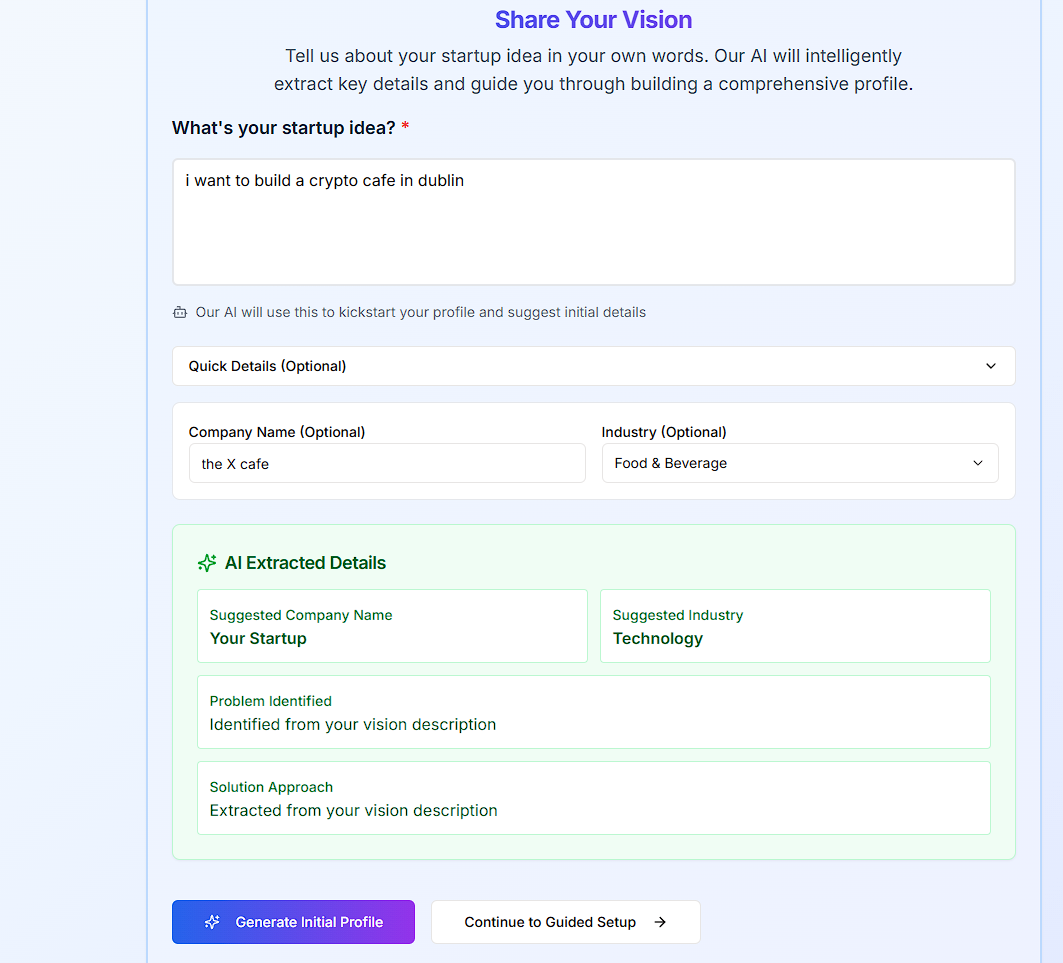 Share Your Vision
Tell us about your startup idea in your own words. Our AI will intelligently
extract key details and guide you through building a comprehensive profile.
What's your startup idea? *
i want to build a crypto cafe in dublin
Our AI will use this to kickstart your profile and suggest initial details
Quick Details (Optional)
Company Name (Optional)
the X cafe
Industry (Optional)
Food & Beverage
AI Extracted Details
Suggested Company Name
Your Startup
Suggested Industry
Technology
Problem Identified
Identified from your vision description
Solution Approach
Extracted from your vision description
Generate Initial Profile
Continue to Guided Setup →